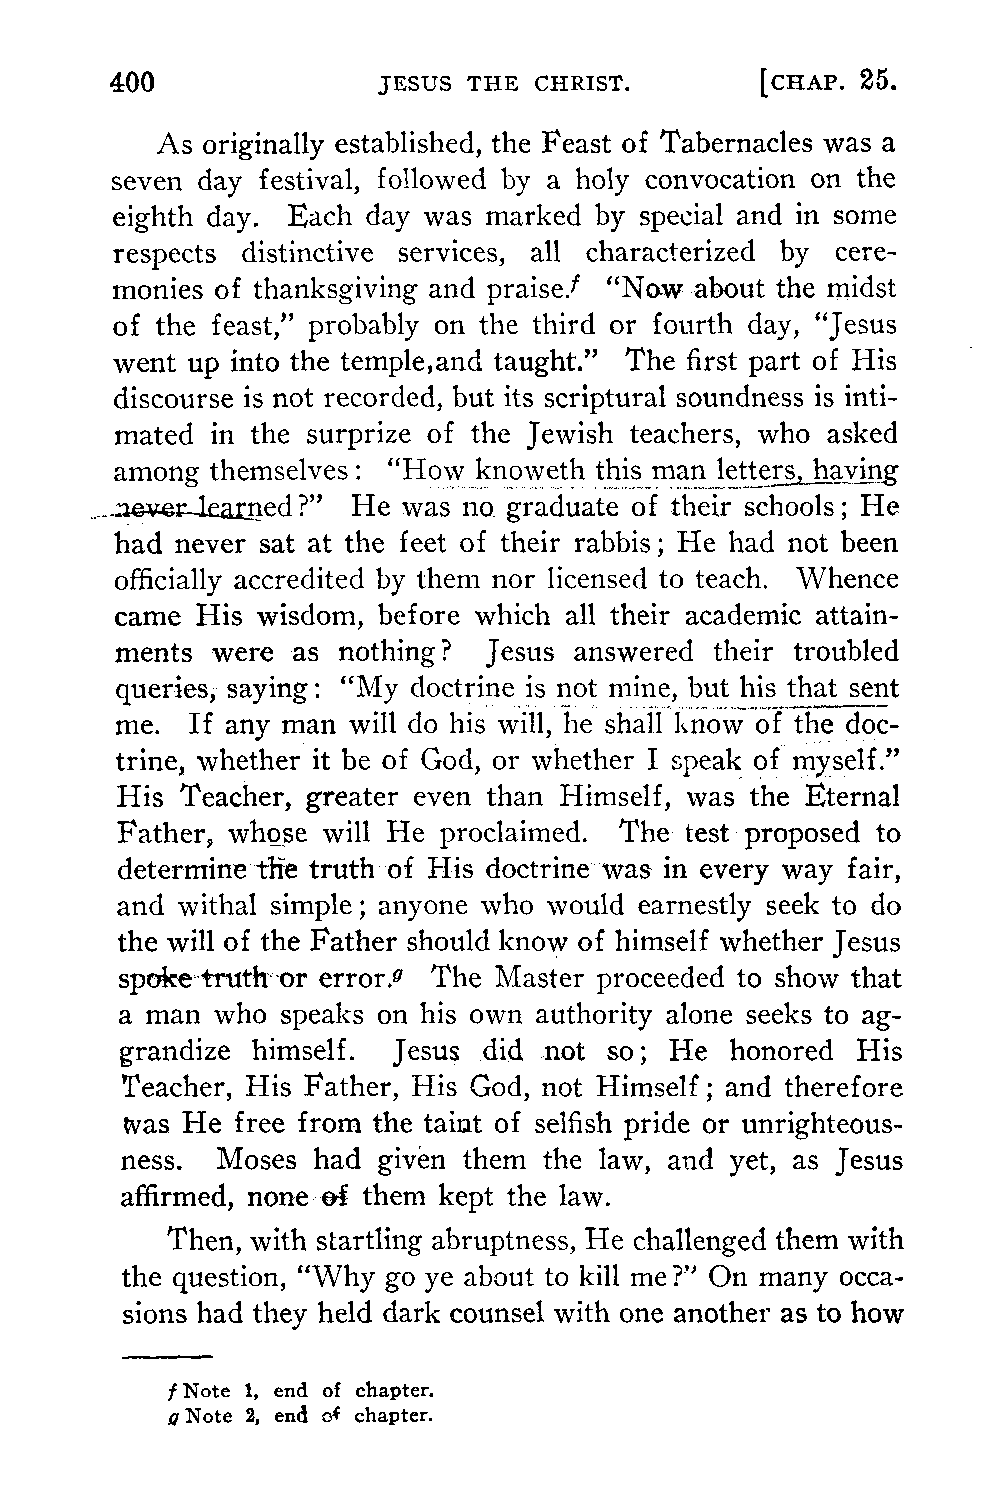 400 JESUS THE CHRIST. [CHAP. 25.
As originally established, the Feast of Tabernacles was a
seven day festival, followed by a holy convocation on the
eighth day. Each day was marked by special and in some
respects distinctive services, all characterized by cere-
monies of thanksgiving and praise.f "Now about the midst
of the feast," probably on the third or fourth day, "Jesus
went up into the temple,and taught." The first part of His
discourse is not recorded, but its scriptural soundness is inti-
mated in the surprize of the Jewish teachers, who asked
among themselves: "How knoweth this man letters, having
never learned?" He was no graduate of their schools; He
had never sat at the feet of their rabbis; He had not been
officially accredited by them nor licensed to teach. Whence
came His wisdom, before which all their academic attain-
ments were as nothing? Jesus answered their troubled
queries, saying: "My doctrine is not mine, but his that sent
me. If any man will do his will, he shall know of the doc-
trine, whether it be of God, or whether I speak of myself."
His Teacher, greater even than Himself, was the Eternal
Father, whose will He proclaimed. The test proposed to
determine the truth of His doctrine was in every way fair,
and withal simple; anyone who would earnestly seek to do
the will of the Father should know of himself whether Jesus
spoke truth or error.g The Master proceeded to show that
a man who speaks on his own authority alone seeks to ag-
grandize himself. Jesus did not so; He honored His
Teacher, His Father, His God, not Himself; and therefore
was He free from the taint of selfish pride or unrighteous-
ness. Moses had given them the law, and yet, as Jesus
affirmed, none of them kept the law.
Then, with startling abruptness, He challenged them with
the question, "Why go ye about to kill me?" On many occa-
sions had they held dark counsel with one another as to how
f Note 1, end of chapter.
g Note 2, end of chapter.